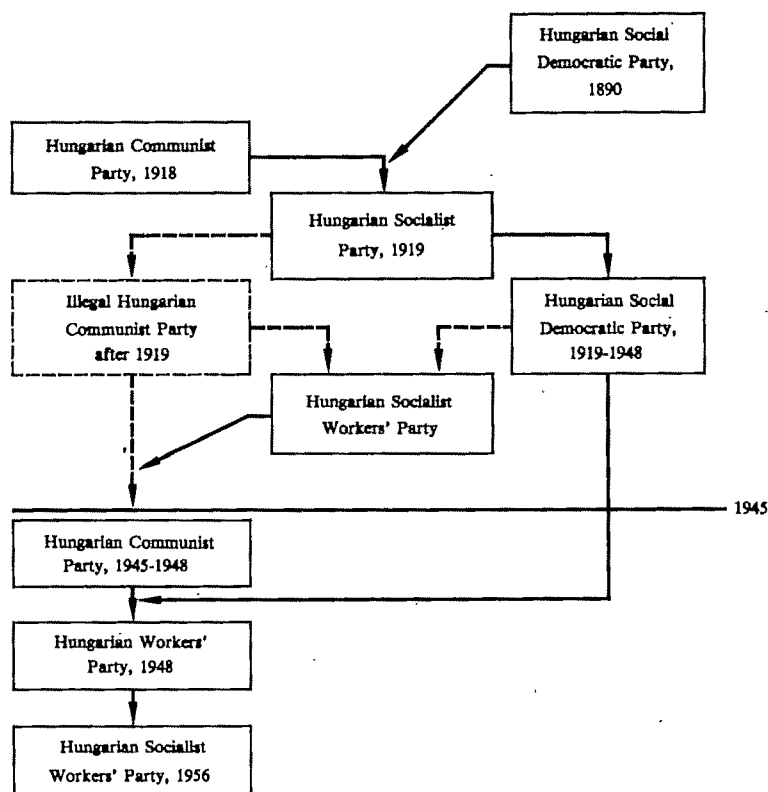 Hungarian Social
Democratic Party,
1890
Hungarian Communist
Party, 1918
Hungarian Socialist
Party, 1919
Illegal Hungarian
Communist Party
after 1919
Hungarian Social
Democratic Party,
1919-1948
Hungarian Socialist
Workers' Party
1945
Hungarian Communist
Party, 1945-1948
Hungarian Workers'
Party, 1948
Hungarian Socialist
Workers' Party, 1956